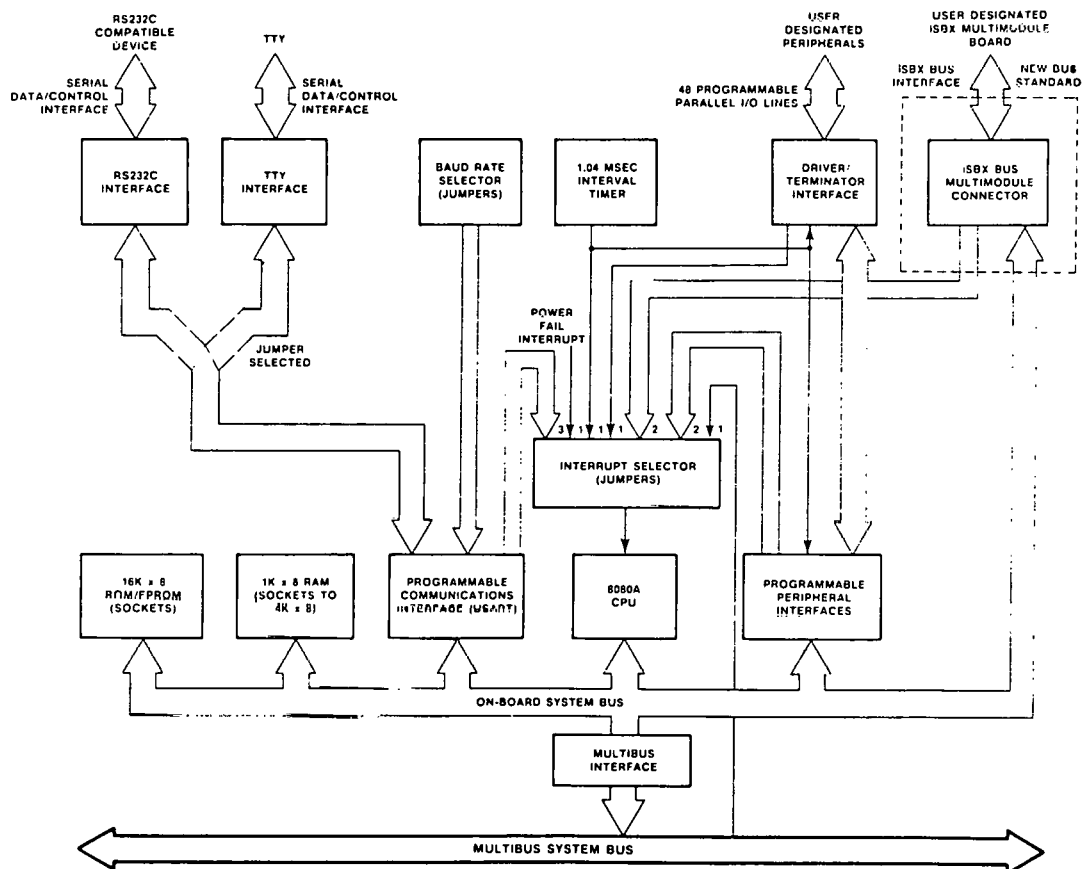 RS232C
COMPATIBLE
DEVICE
TTY
USER DESIGNATED
PERIPHERALS
USER DESIGNATED
iSBX MULTIMODULE
BOARD
SERIAL
DATA/CONTROL
INTERFACE
SERIAL
DATA/CONTROL
INTERFACE
48 PROGRAMMABLE
PARALLEL I/O LINES
iSBX BUS
INTERFACE
NEW BUS
STANDARD
RS232C
INTERFACE
TTY
INTERFACE
BAUD RATE
SELECTOR
(JUMPERS)
1.04 MSEC
INTERVAL
TIMER
DRIVER/
TERMINATOR
INTERFACE
iSBX BUS
MULTIMODULE
CONNECTOR
POWER
FAIL
INTERRUPT
JUMPER
SELECTED
3 1 1 1 2 2 1
INTERRUPT SELECTOR
(JUMPERS)
16K x 8
ROM/EPROM
(SOCKETS)
1K x 8 RAM
(SOCKETS TO
4K x 8)
PROGRAMMABLE
COMMUNICATIONS
INTERFACE (USART)
8080A
CPU
PROGRAMMABLE
PERIPHERAL
INTERFACES
ON-BOARD SYSTEM BUS
MULTIBUS
INTERFACE
MULTIBUS SYSTEM BUS